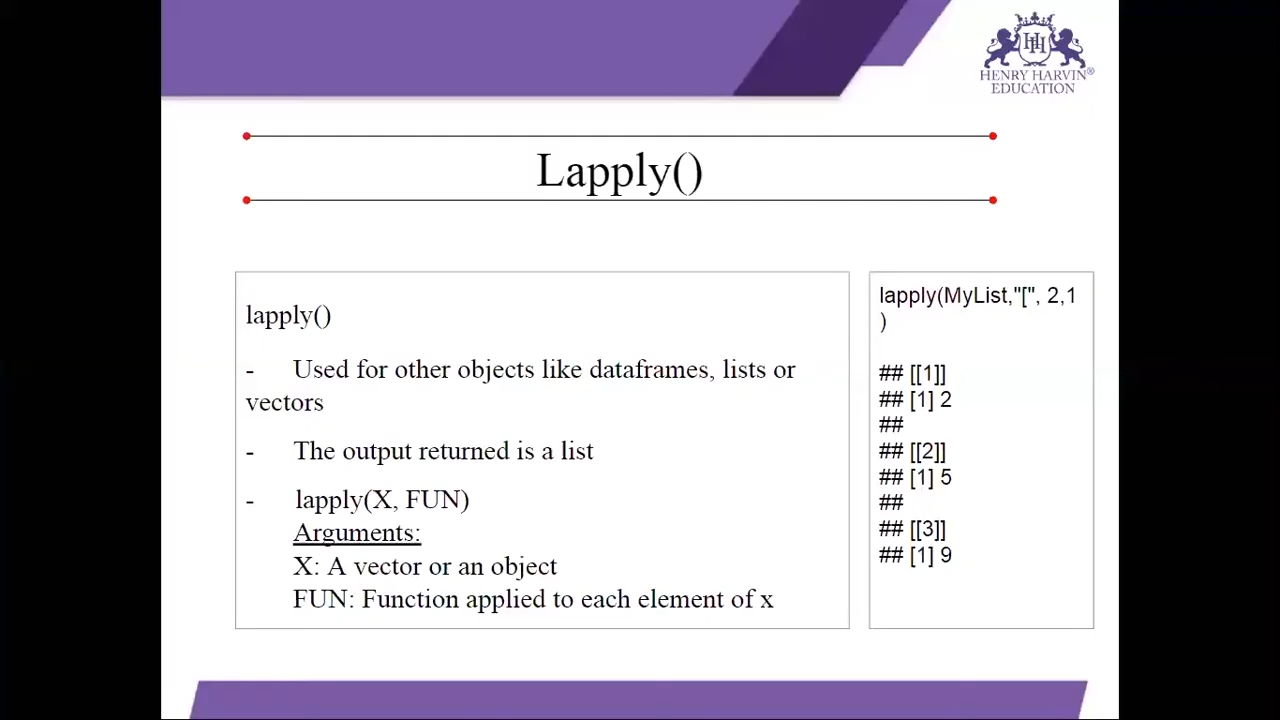 HENRY HARVIN®
EDUCATION
Lapply()
lapply()
- Used for other objects like dataframes, lists or
vectors
- The output returned is a list
- lapply(X, FUN)
Arguments:
X: A vector or an object
FUN: Function applied to each element of x
lapply(MyList,"[", 2,1
)
## [[1]]
## [1] 2
##
## [[2]]
## [1] 5
##
## [[3]]
## [1] 9